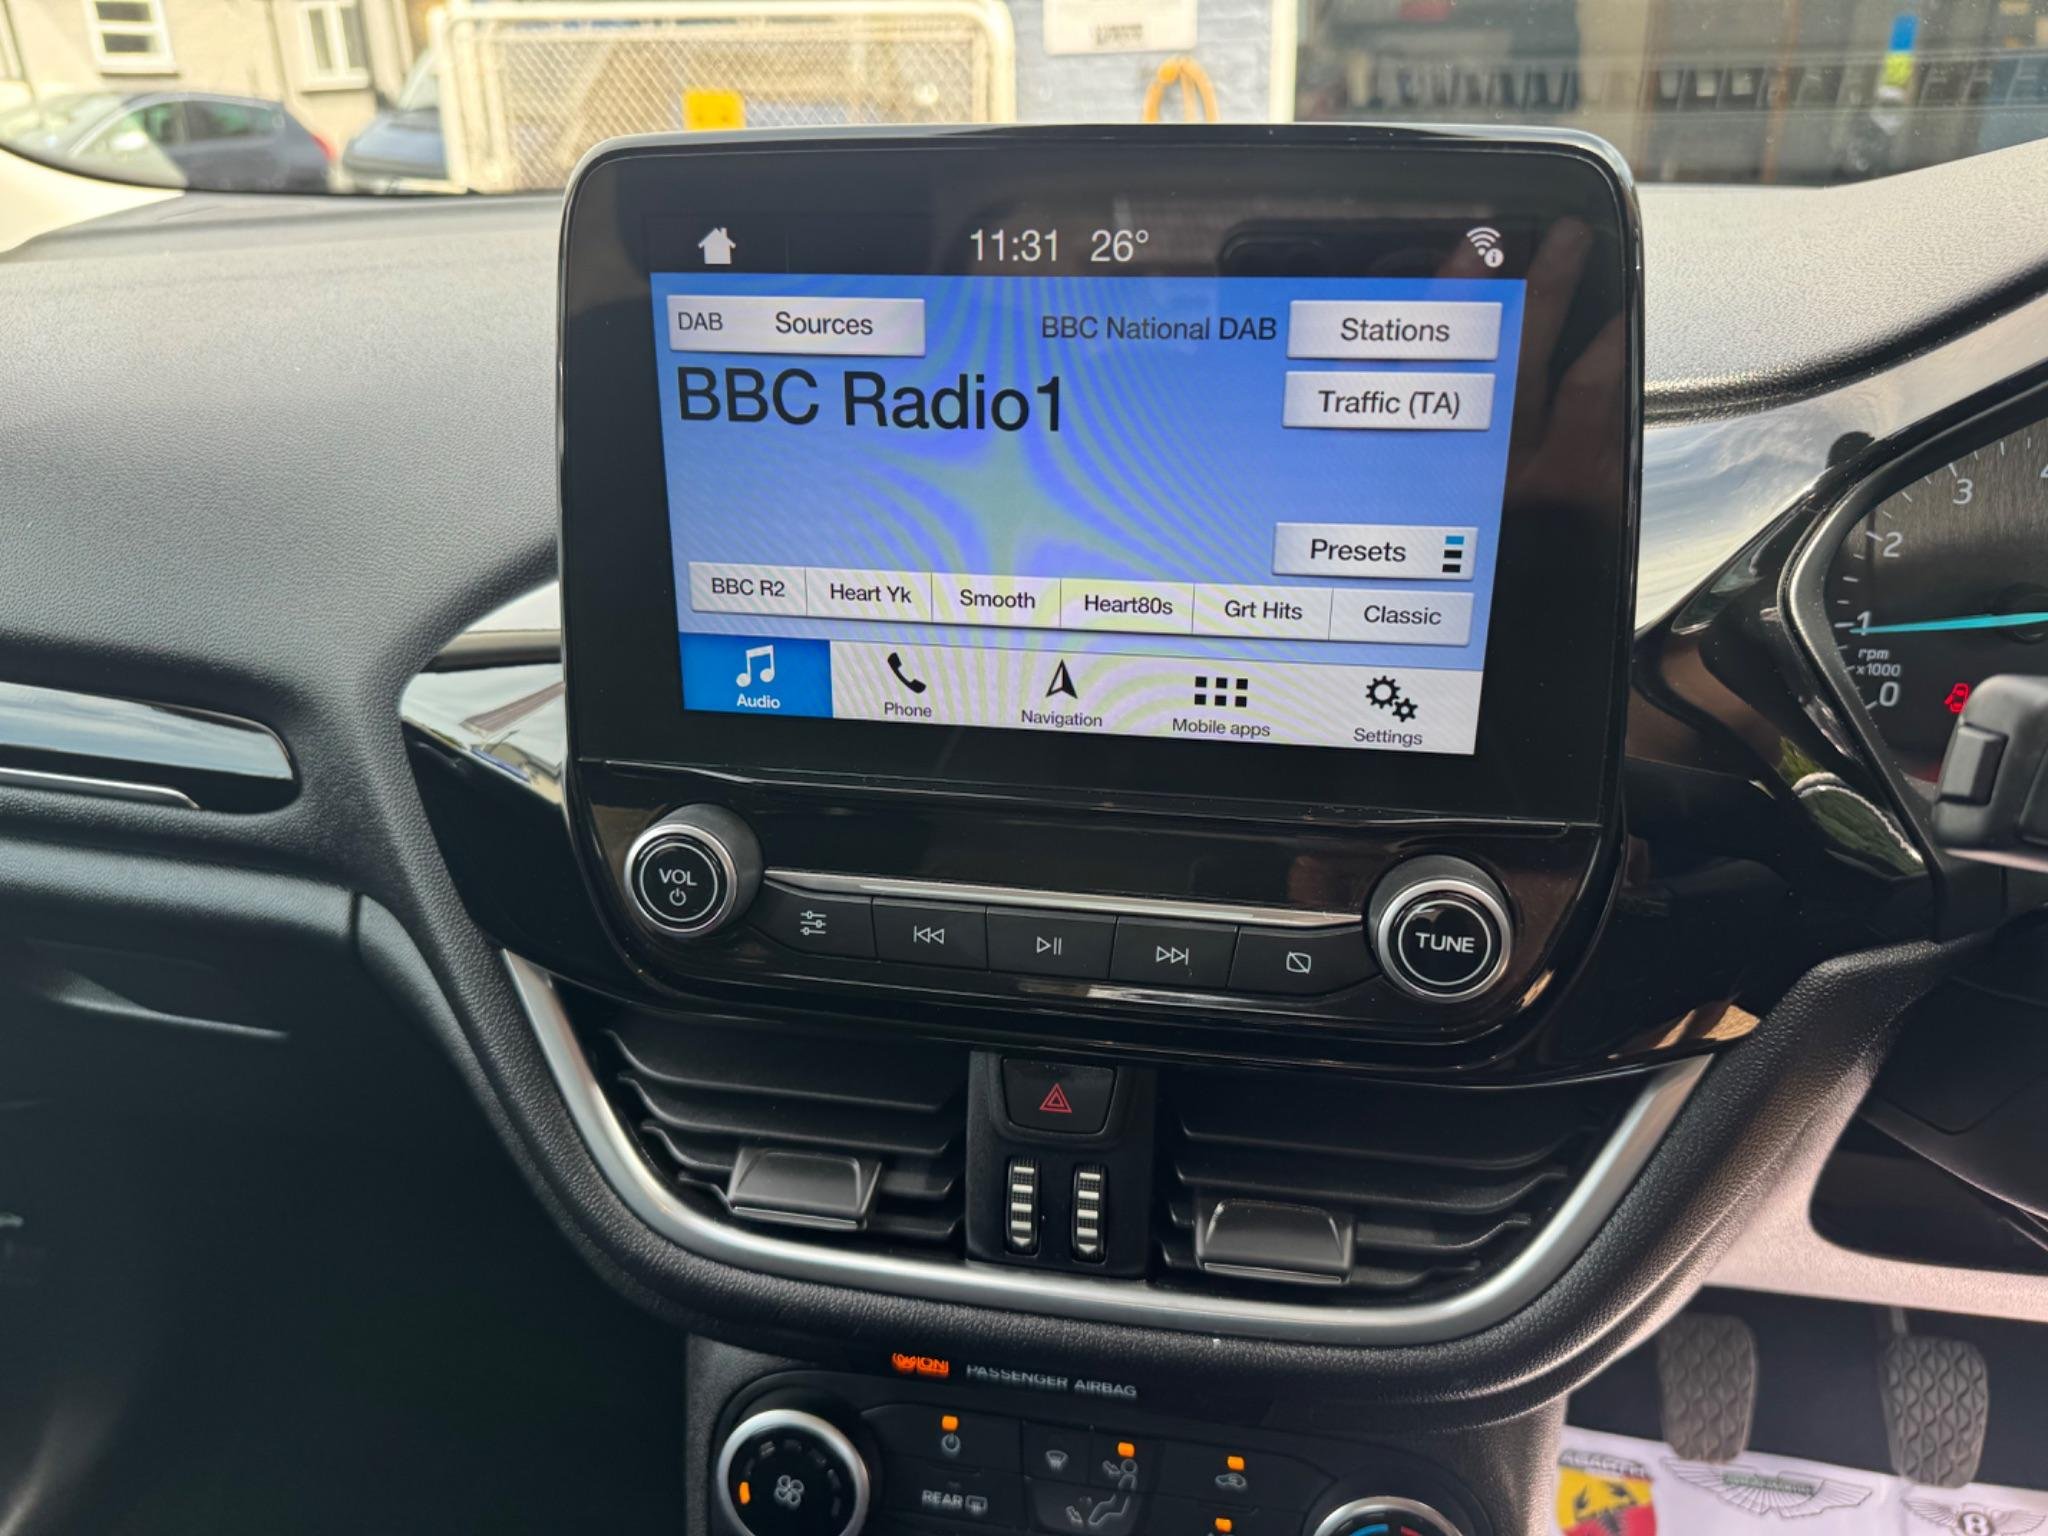 11:31 26°
DAB Sources BBC National DAB Stations
BBC Radio1
Traffic (TA)
Presets
BBC R2 Heart Yk Smooth Heart80s Grt Hits Classic
Audio Phone Navigation Mobile apps Settings
3
2
1
rpm
x1000
0
VOL
TUNE
ON PASSENGER AIRBAG
REAR
B